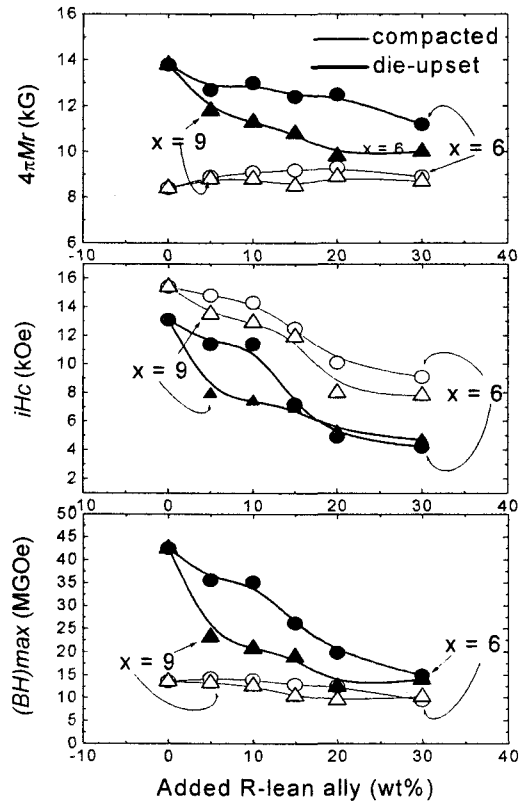 16
14
12
10
8
6
4πMr (kG)
compacted
die-upset
x = 9
x = 6
x = 6
-10 0 10 20 30 40
16
14
12
10
8
6
4
2
iHc (kOe)
x = 9
x = 6
-10 0 10 20 30 40
50
45
40
35
30
25
20
15
10
5
0
(BH)max (MGOe)
x = 9
x = 6
-10 0 10 20 30 40
Added R-lean ally (wt%)